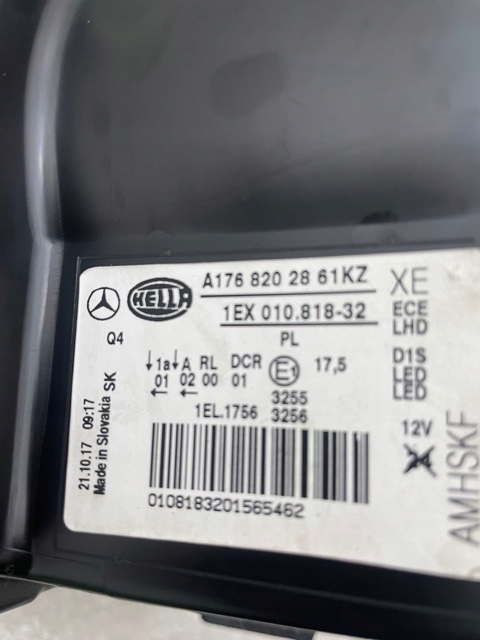 HELLA
A176 820 28 61KZ
XE
1EX 010.818-32
ECE
LHD
Q4
PL
↓1a↓A RL DCR E1 17,5
01 02 00 01
← ←
D1S
LED
LED
3255
1EL.1756 3256
12V
21.10.17 09:17
Made in Slovakia SK
0108183201565462
AMHSKF